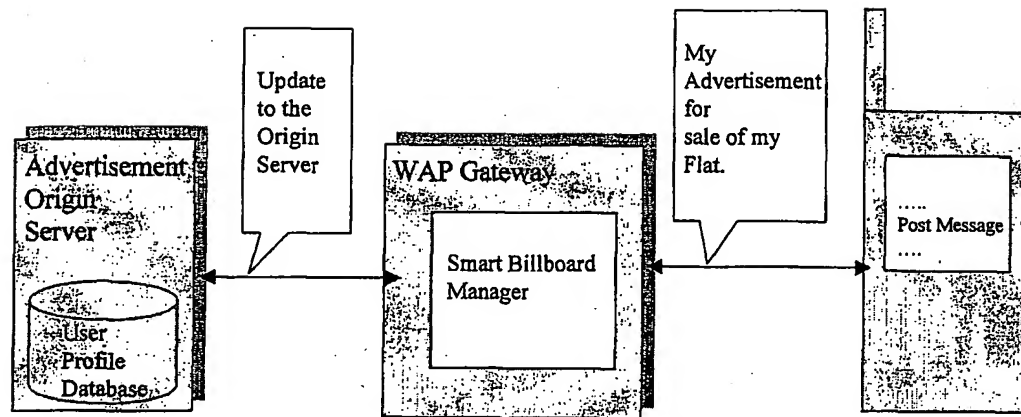 Update
to the
Origin
Server
My
Advertisement
for
sale of my
Flat.
Advertisement
Origin
Server
WAP Gateway
.....
Post Message
....
Smart Billboard
Manager
User
Profile
Database